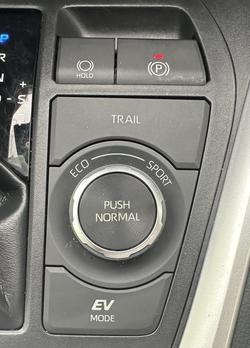 P
R
N
+
D - S
HOLD
P
TRAIL
ECO SPORT
PUSH
NORMAL
EV
MODE